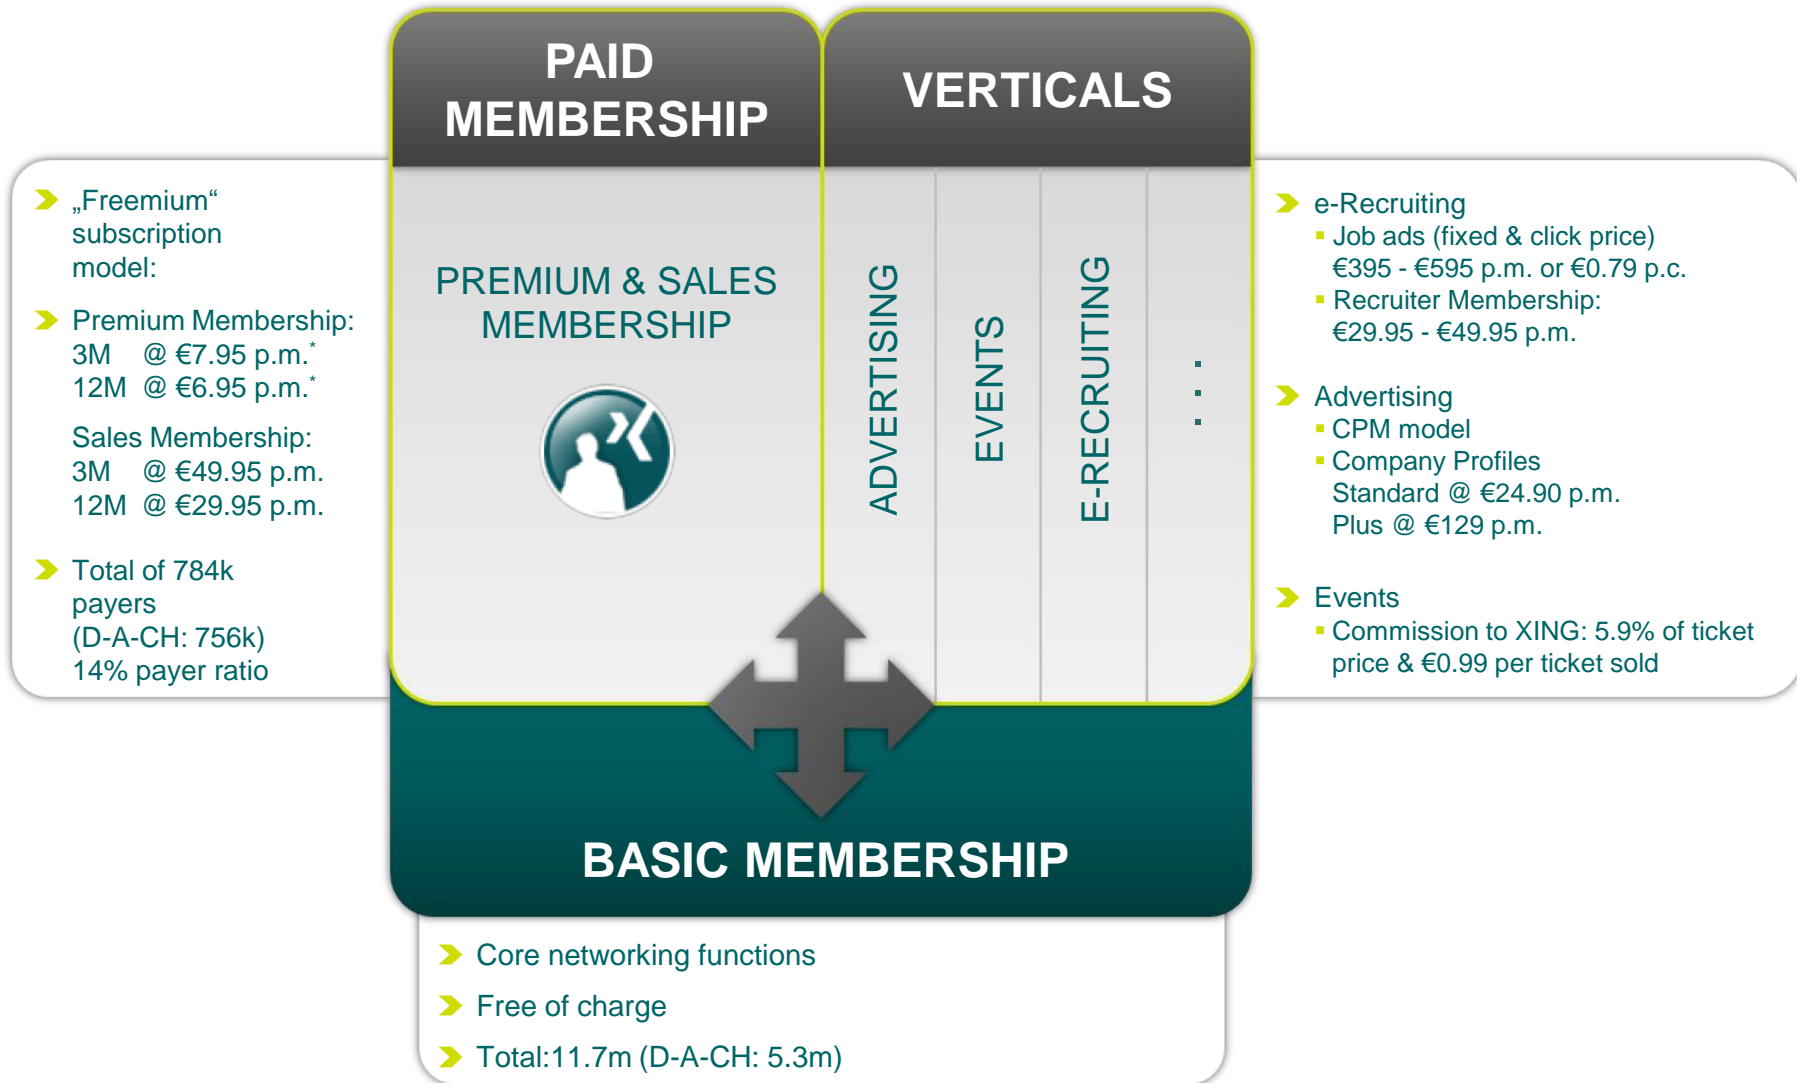 PAID
MEMBERSHIP
VERTICALS
„Freemium“
subscription
model:
Premium Membership:
3M @ €7.95 p.m.*
12M @ €6.95 p.m.*
Sales Membership:
3M @ €49.95 p.m.
12M @ €29.95 p.m.
Total of 784k
payers
(D-A-CH: 756k)
14% payer ratio
PREMIUM & SALES
MEMBERSHIP
ADVERTISING
EVENTS
E-RECRUITING
...
e-Recruiting
Job ads (fixed & click price)
€395 - €595 p.m. or €0.79 p.c.
Recruiter Membership:
€29.95 - €49.95 p.m.
Advertising
CPM model
Company Profiles
Standard @ €24.90 p.m.
Plus @ €129 p.m.
Events
Commission to XING: 5.9% of ticket
price & €0.99 per ticket sold
BASIC MEMBERSHIP
Core networking functions
Free of charge
Total:11.7m (D-A-CH: 5.3m)